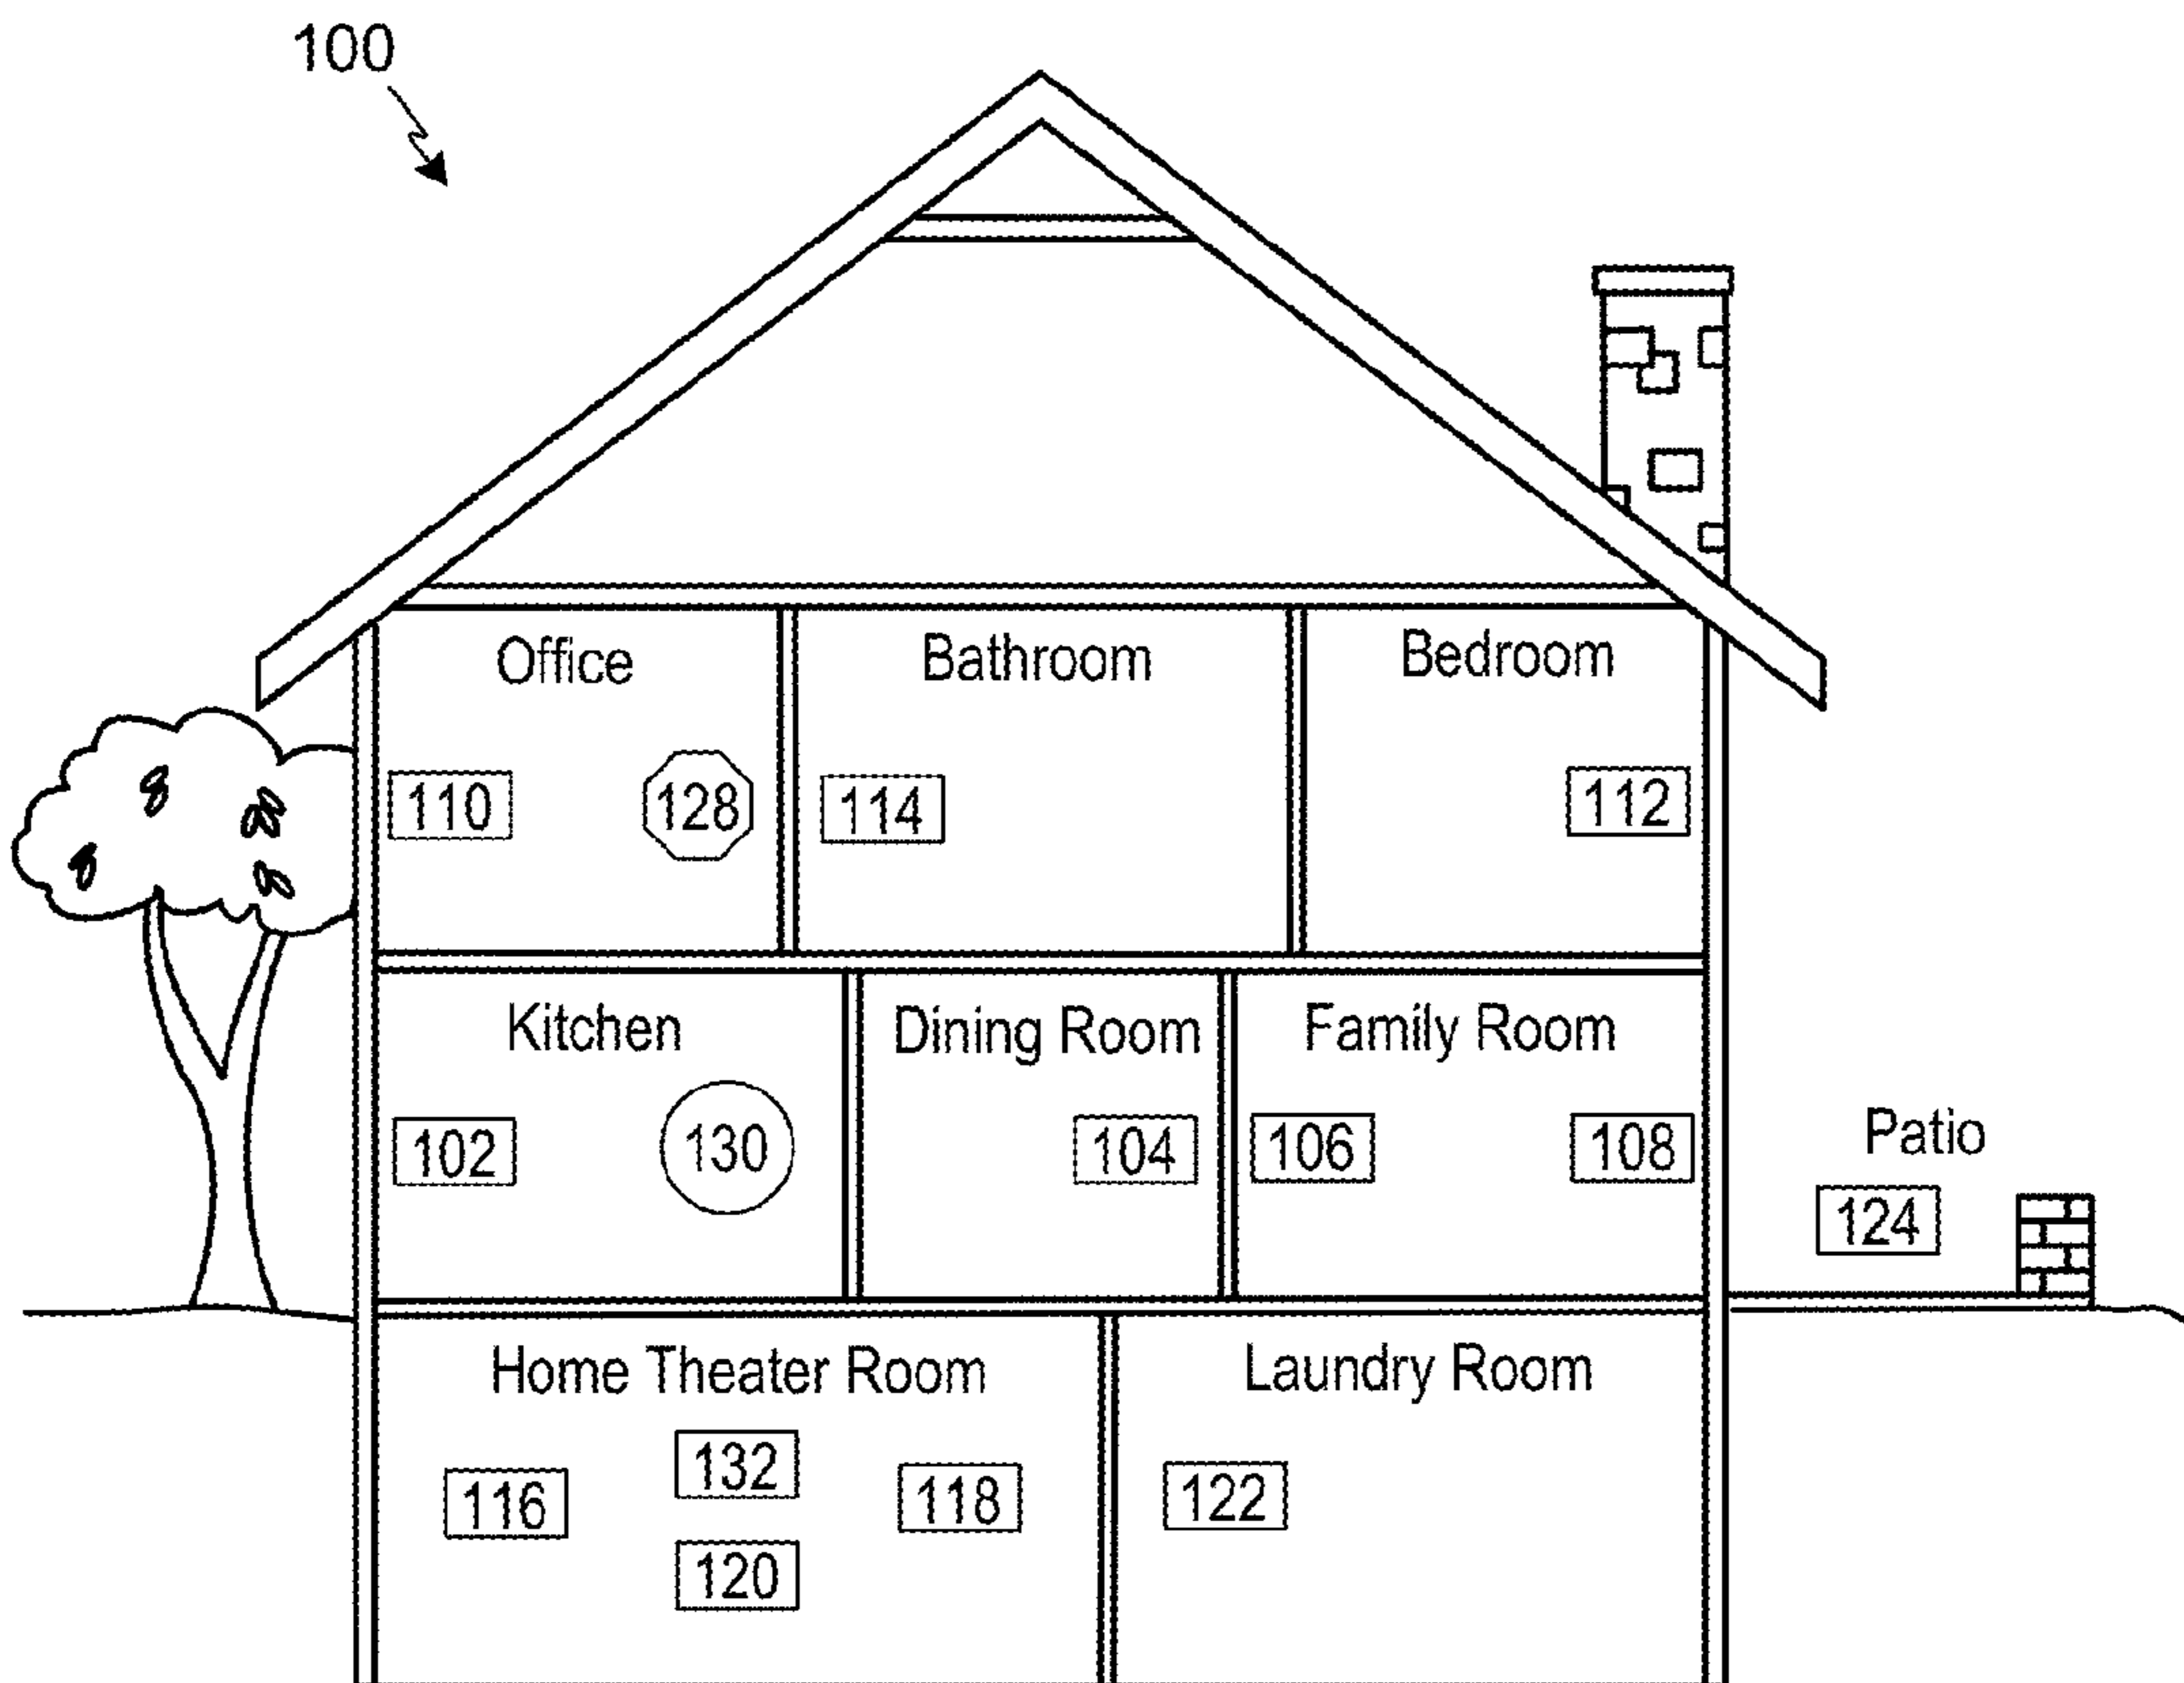 100
Office Bathroom Bedroom
110 128 114 112
Kitchen Dining Room Family Room
102 130 104 106 108
Patio
124
Home Theater Room Laundry Room
132
116 118 122
120